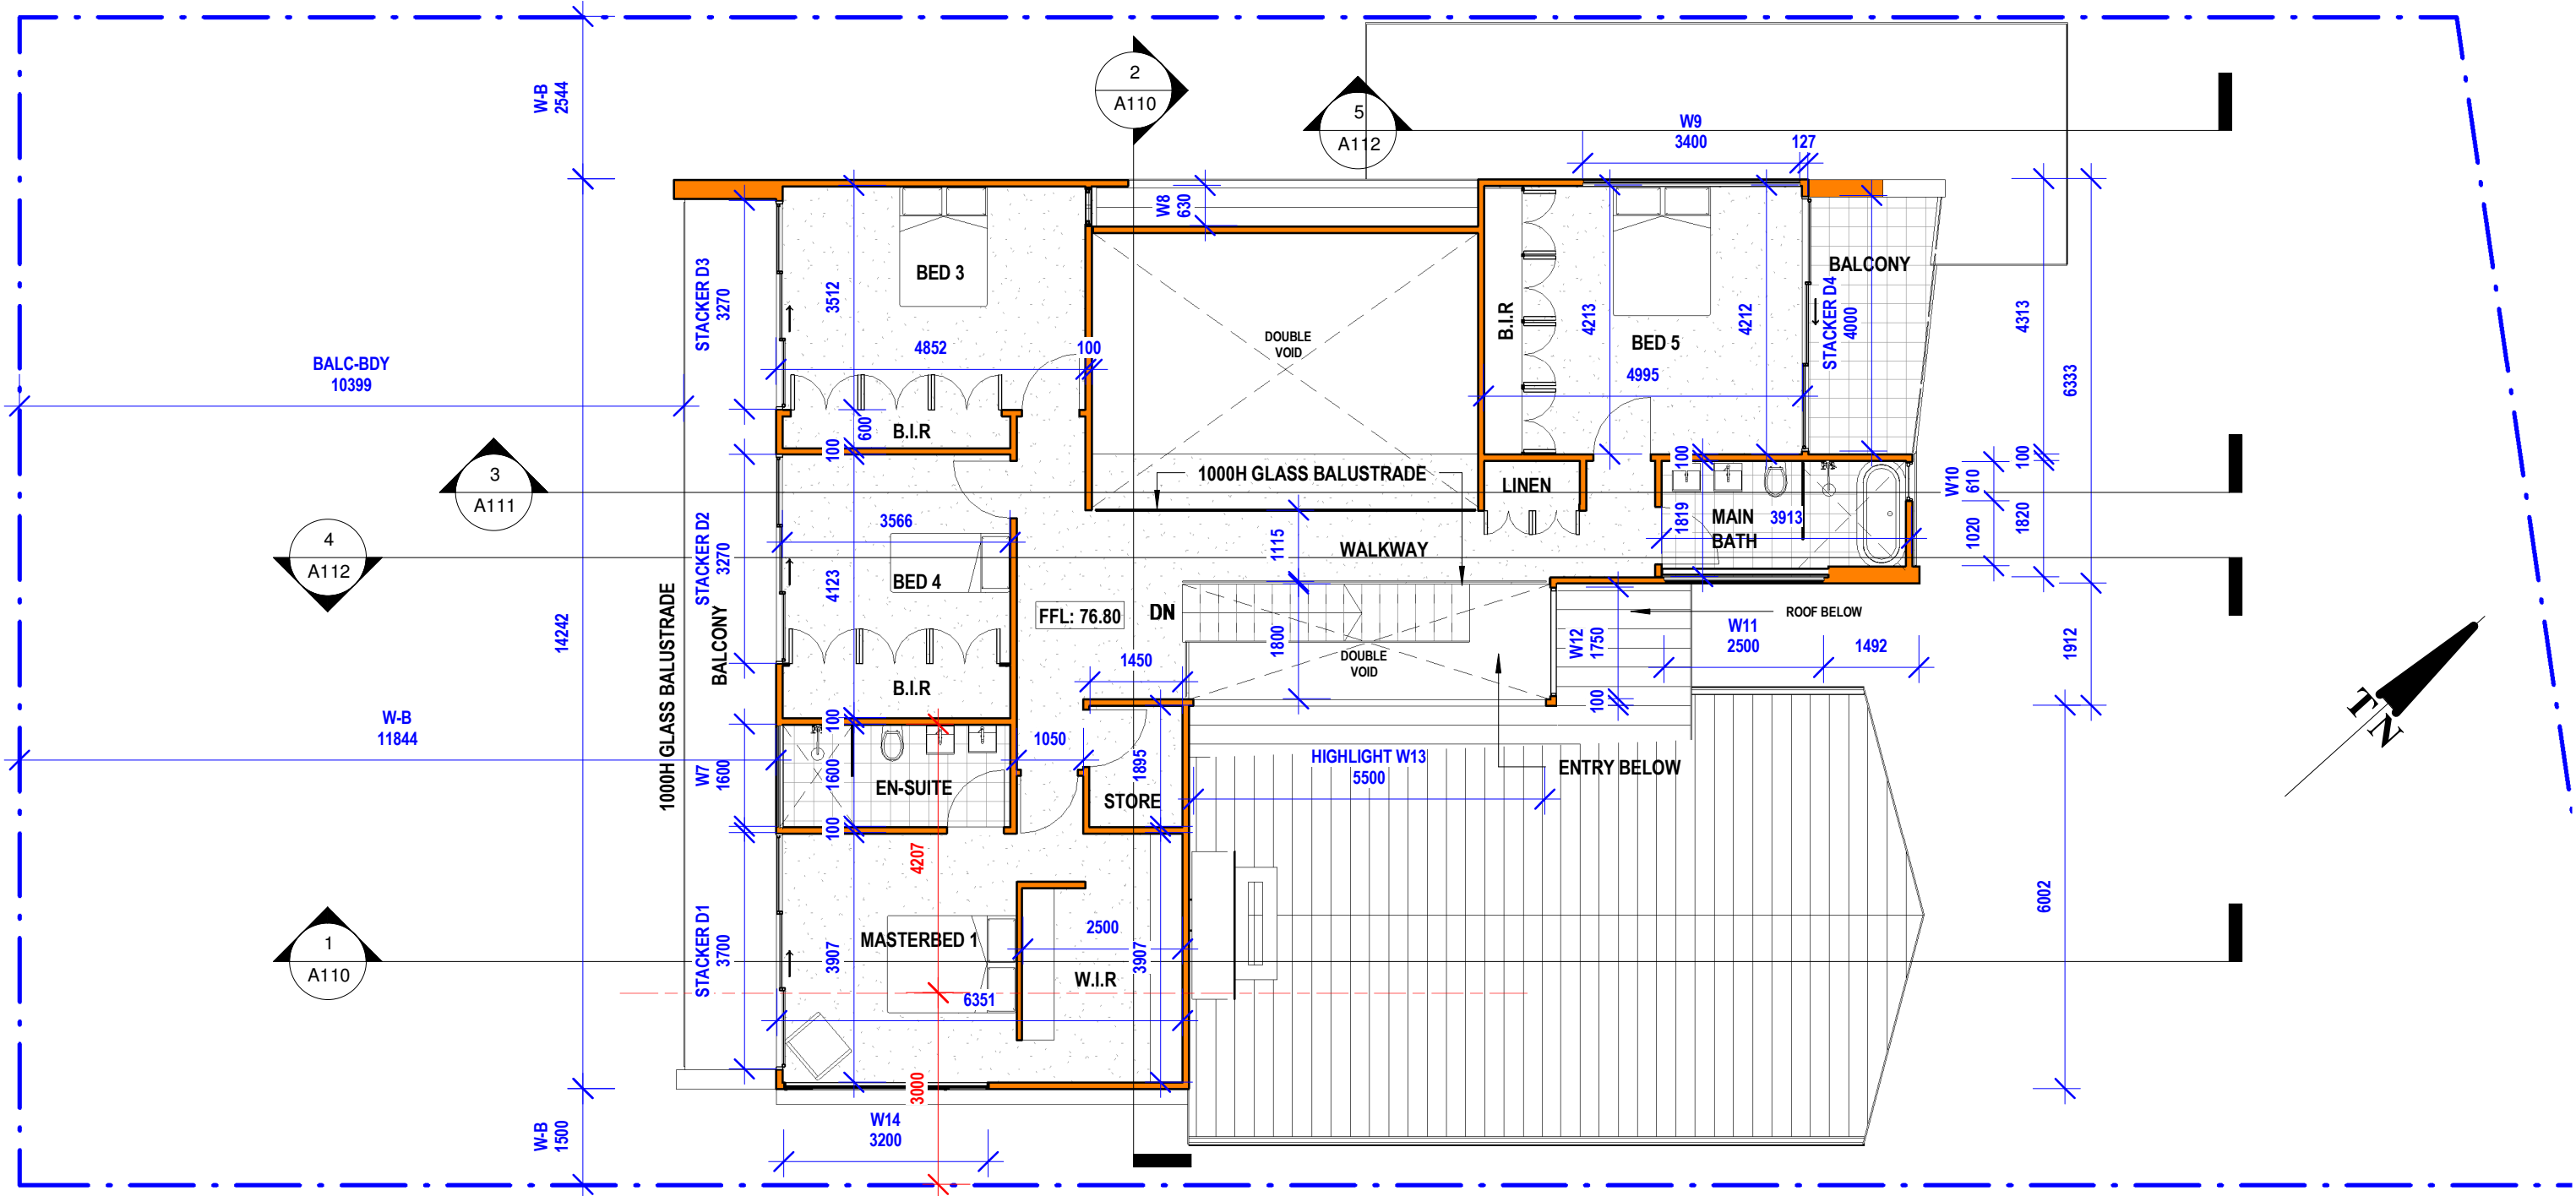 W-B
2544
2
A110
5
A112
W9
3400
127
W8
630
BED 3
STACKER D3
3270
3512
4852
100
DOUBLE
VOID
B.I.R
4213
BED 5
4212
4995
BALCONY
STACKER D4
4000
4313
6333
BALC-BDY
10399
B.I.R
600
100
1000H GLASS BALUSTRADE
LINEN
100
W10
610
100
3
A111
4
A112
3566
STACKER D2
3270
BED 4
4123
1115
WALKWAY
1819
MAIN
BATH
3913
1020
1820
14242
1000H GLASS BALUSTRADE
BALCONY
FFL: 76.80
DN
1800
DOUBLE
VOID
W12
1750
100
ROOF BELOW
W11
2500
1492
1912
1450
B.I.R
W-B
11844
100
1050
W7
1600
1600
EN-SUITE
1895
STORE
HIGHLIGHT W13
5500
ENTRY BELOW
TN
100
4207
STACKER D1
3700
3907
MASTERBED 1
2500
3907
W.I.R
6351
6002
1
A110
3000
W14
3200
W-B
1500